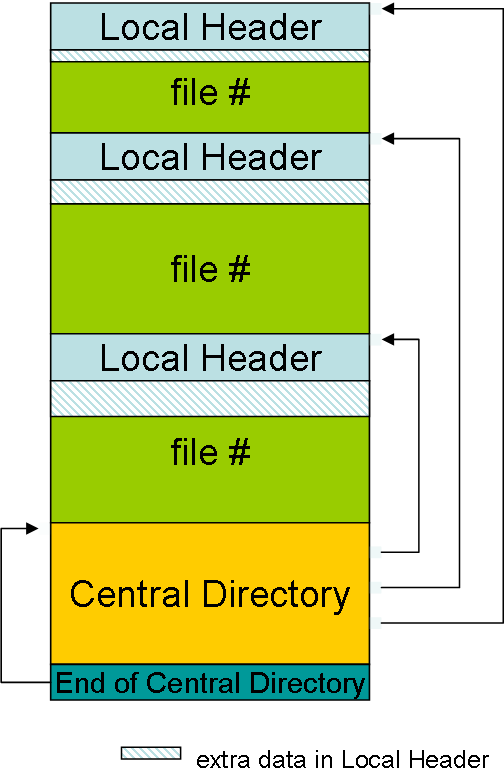 Local Header
file #
Local Header
file #
Local Header
file #
Central Directory
End of Central Directory
extra data in Local Header